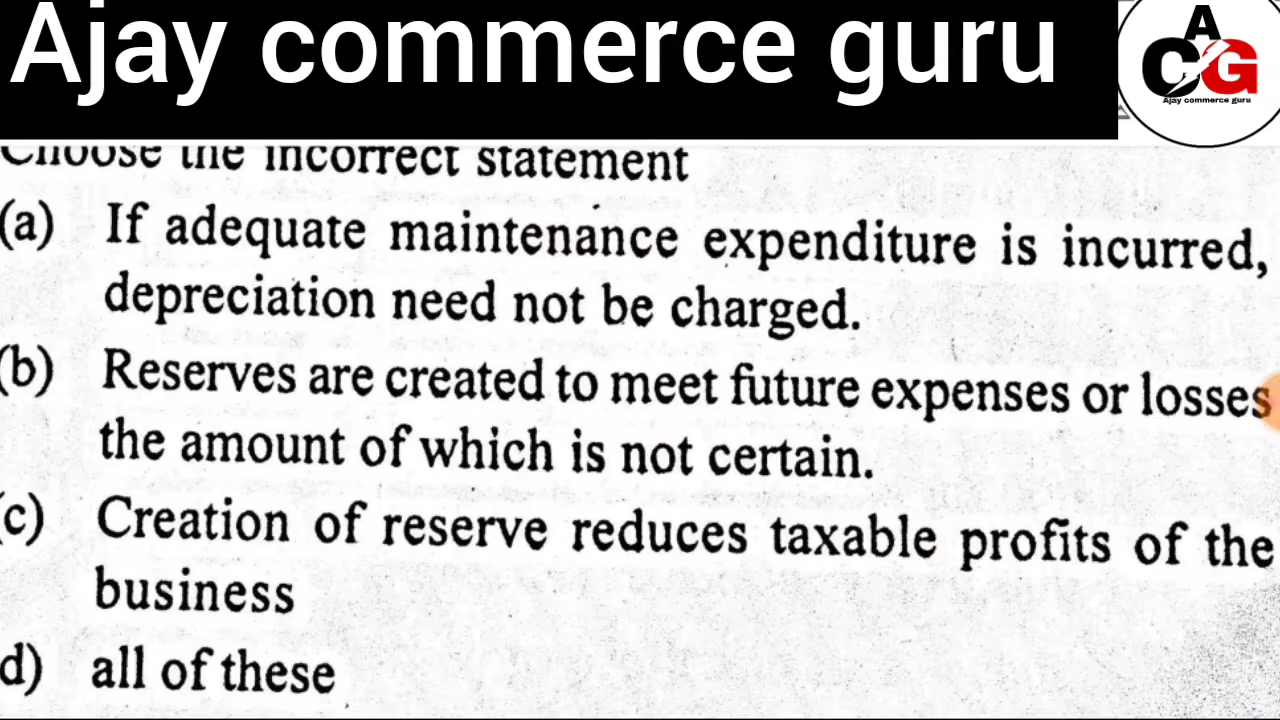 Ajay commerce guru
A
CG
Ajay commerce guru
Choose the incorrect statement
(a) If adequate maintenance expenditure is incurred,
depreciation need not be charged.
(b) Reserves are created to meet future expenses or losses
the amount of which is not certain.
(c) Creation of reserve reduces taxable profits of the
business
d) all of these